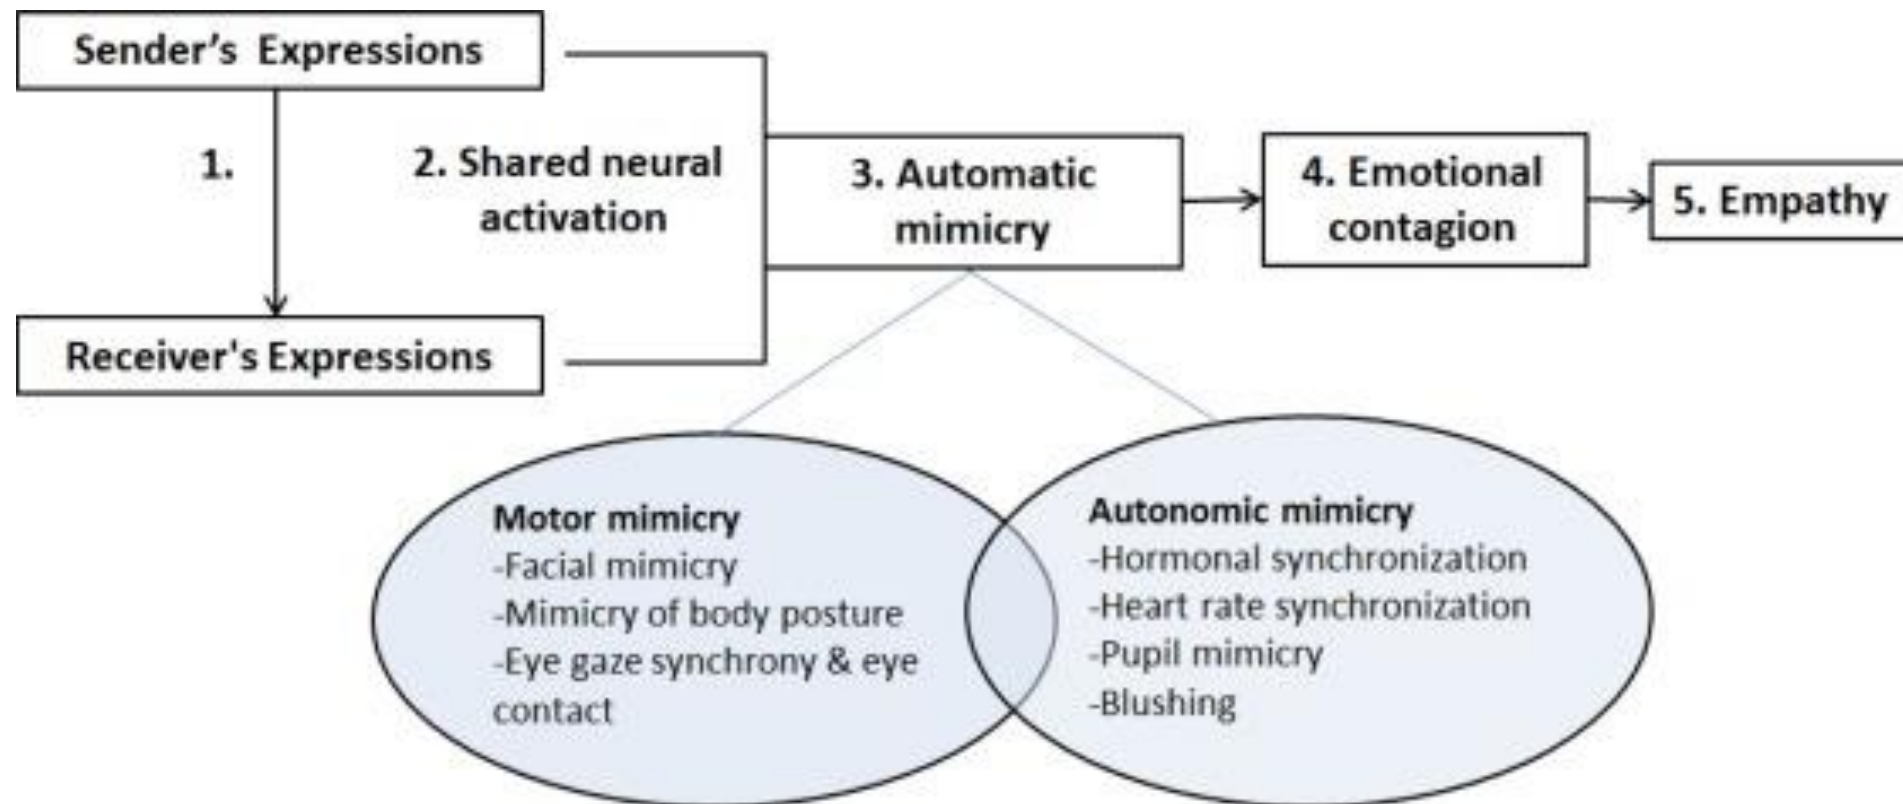 Sender's  Expressions
1.
2. Shared neural
activation
3. Automatic
mimicry
4. Emotional
contagion
5. Empathy
Receiver's Expressions
Motor mimicry
-Facial mimicry
-Mimicry of body posture
-Eye gaze synchrony & eye
contact
Autonomic mimicry
-Hormonal synchronization
-Heart rate synchronization
-Pupil mimicry
-Blushing